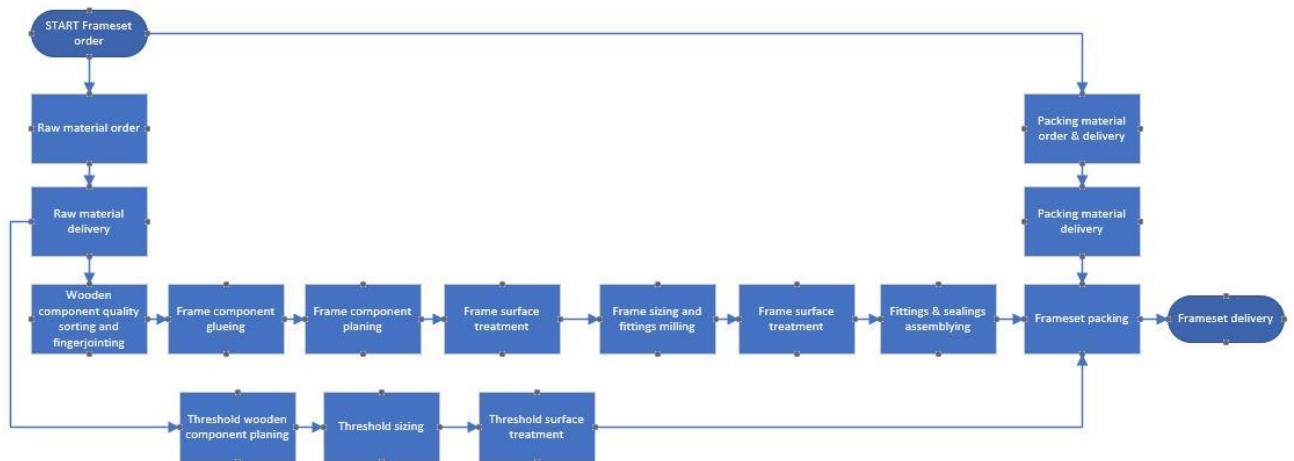 START Frameset
order
Raw material order
Packing material
order & delivery
Raw material
delivery
Packing material
delivery
Wooden
component quality
sorting and
fingerjointing
Frame component
glueing
Frame component
planing
Frame surface
treatment
Frame sizing and
fittings milling
Frame surface
treatment
Fittings & sealings
assemblying
Frameset packing
Frameset delivery
Threshold wooden
component planing
Threshold sizing
Threshold surface
treatment